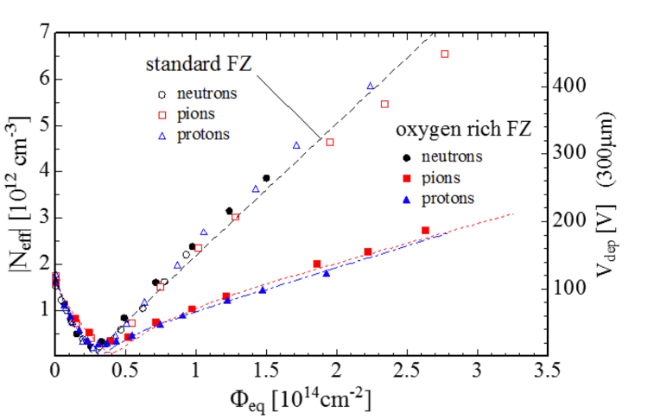 7
6
5
4
3
2
1
|N_eff| [10^12 cm^-3]
standard FZ
neutrons
pions
protons
oxygen rich FZ
neutrons
pions
protons
400
300
200
100
V_dep [V] (300μm)
0 0.5 1 1.5 2 2.5 3 3.5
Φ_eq [10^14 cm^-2]